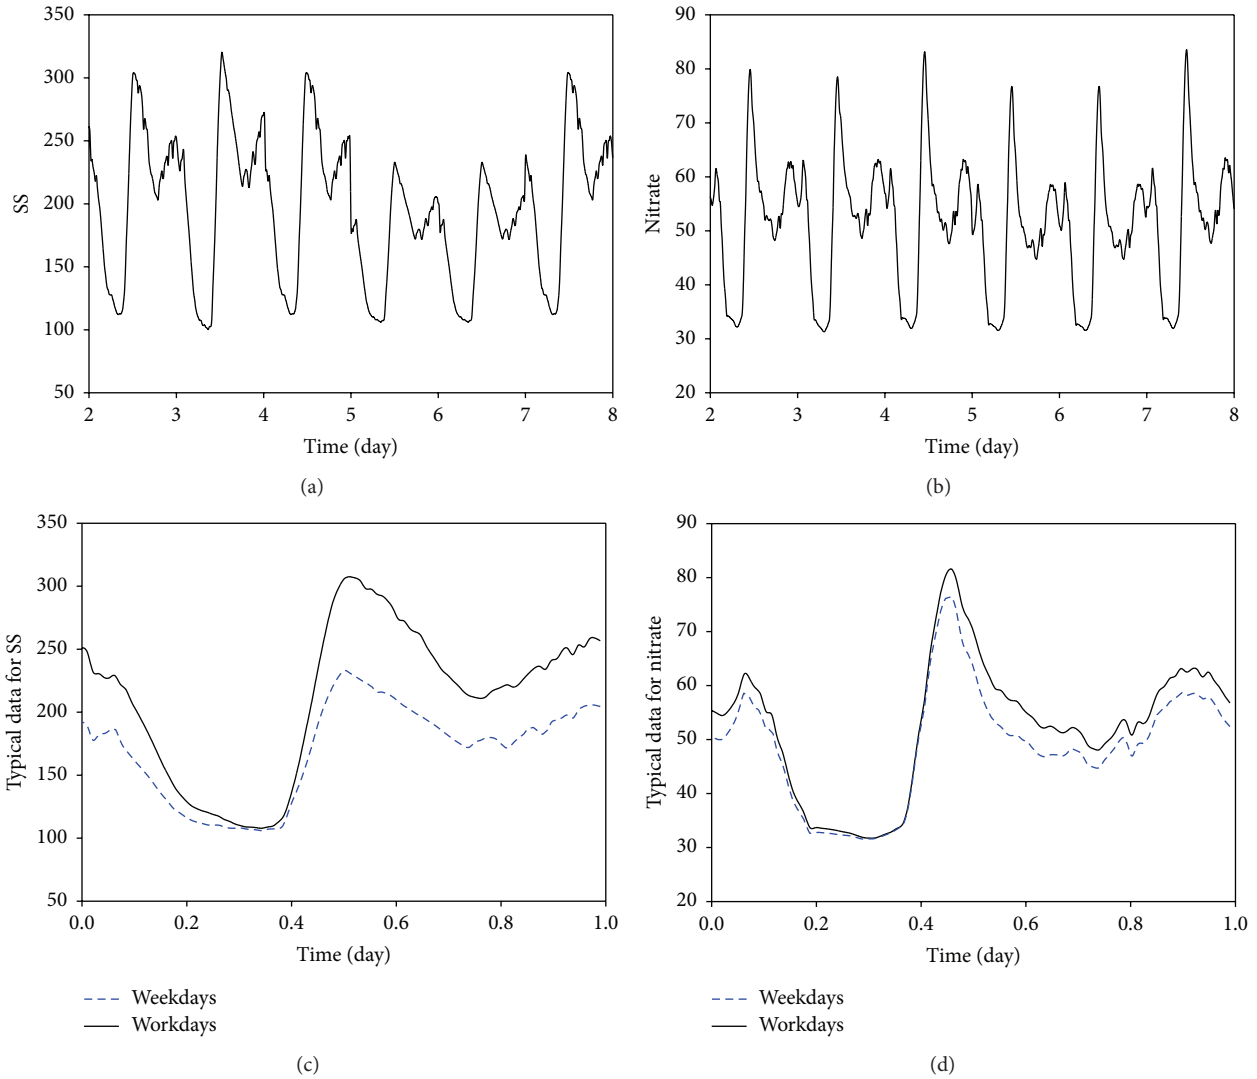 350
300
250
200
150
100
50
SS
2 3 4 5 6 7 8
Time (day)
(a)
90
80
70
60
50
40
30
20
Nitrate
2 3 4 5 6 7 8
Time (day)
(b)
350
300
250
200
150
100
50
Typical data for SS
0.0 0.2 0.4 0.6 0.8 1.0
Time (day)
Weekdays
Workdays
(c)
90
80
70
60
50
40
30
20
Typical data for nitrate
0.0 0.2 0.4 0.6 0.8 1.0
Time (day)
Weekdays
Workdays
(d)